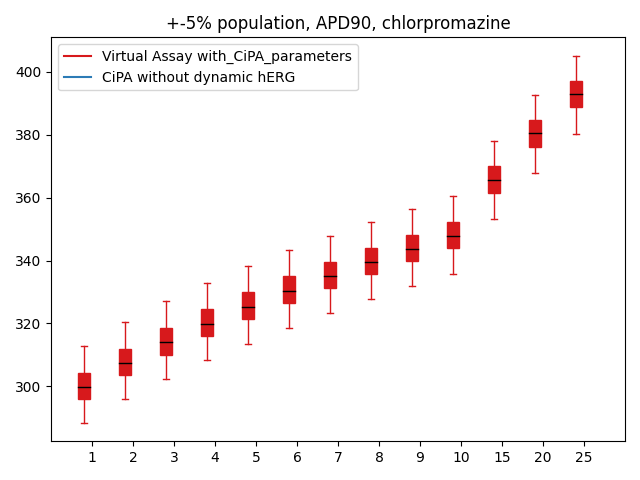 +-5% population, APD90, chlorpromazine
Virtual Assay with_CiPA_parameters
CiPA without dynamic hERG
400
380
360
340
320
300
1 2 3 4 5 6 7 8 9 10 15 20 25